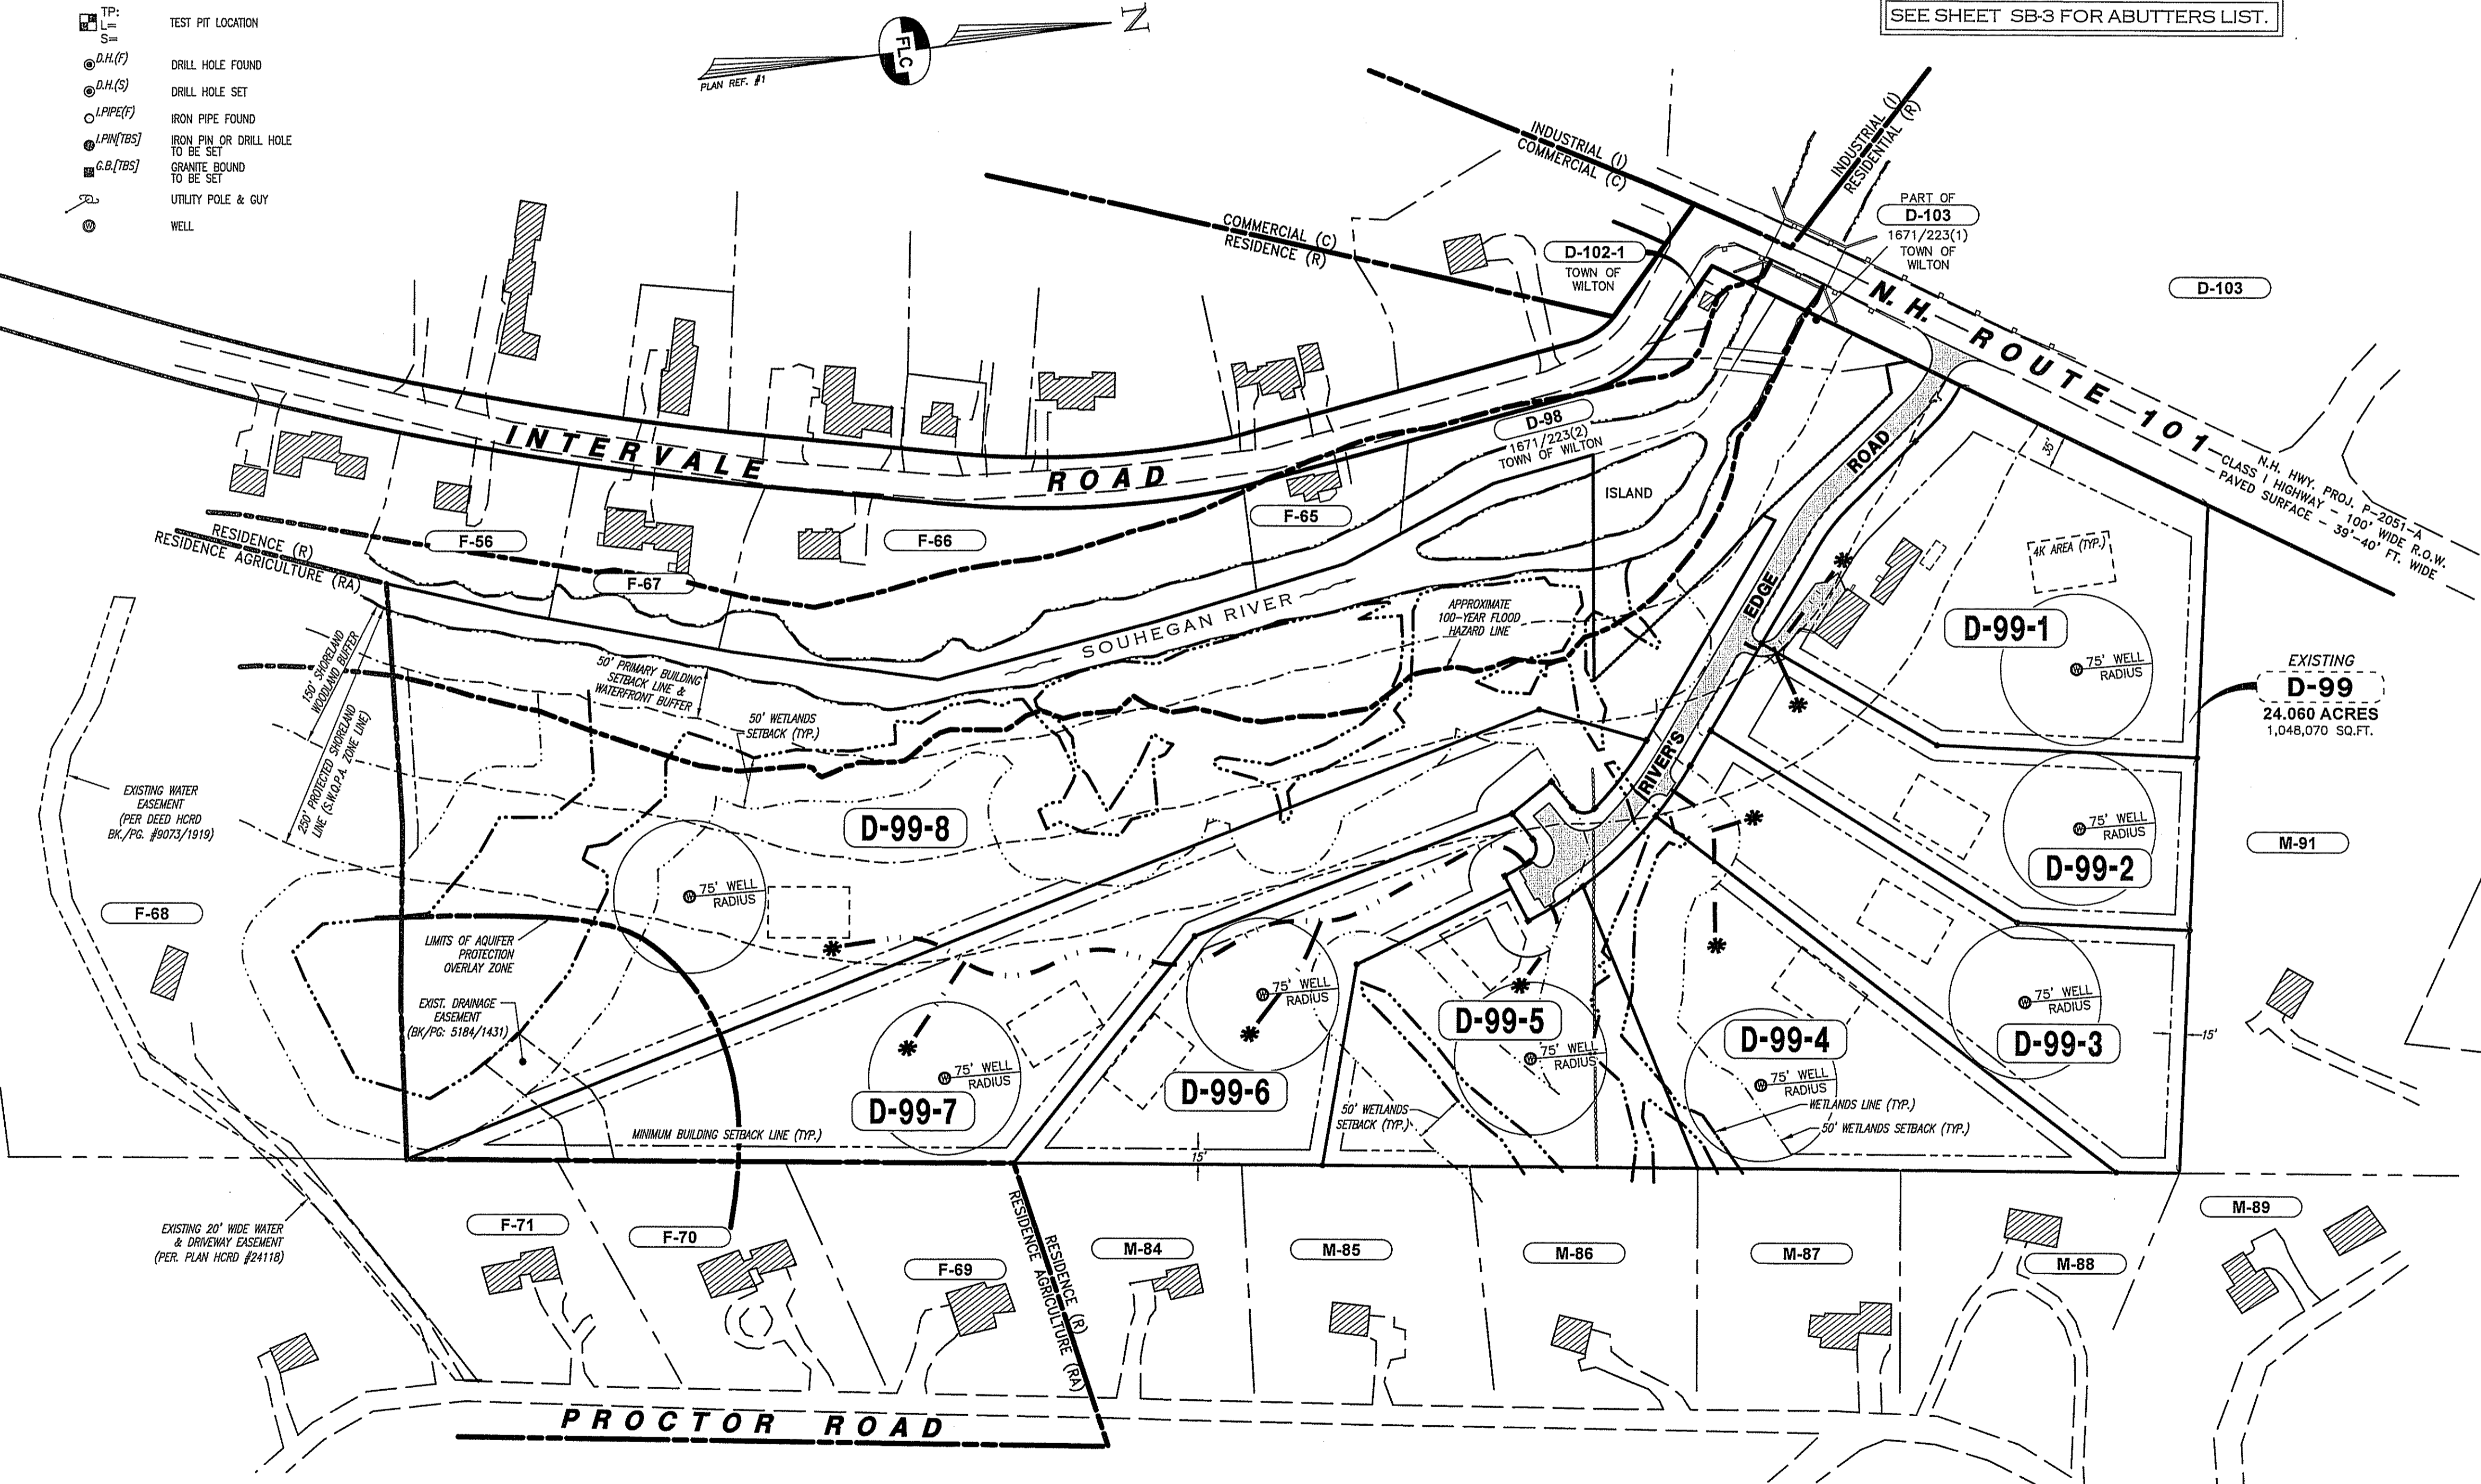 TP:
L=
S=
TEST PIT LOCATION
D.H.(F)
DRILL HOLE FOUND
D.H.(S)
DRILL HOLE SET
I.PIPE(F)
IRON PIPE FOUND
I.PIN[TBS]
IRON PIN OR DRILL HOLE
TO BE SET
G.B.[TBS]
GRANITE BOUND
TO BE SET
UTILITY POLE & GUY
W
WELL
PLAN REF. #1
FLC
N
SEE SHEET SB-3 FOR ABUTTERS LIST.
INDUSTRIAL (I)
COMMERCIAL (C)
INDUSTRIAL (I)
RESIDENTIAL (R)
COMMERCIAL (C)
RESIDENCE (R)
PART OF
D-103
1671/223(1)
TOWN OF
WILTON
D-102-1
TOWN OF
WILTON
D-103
N. H. ROUTE 101
N.H. HWY. PROJ. P-2051-A
CLASS I HIGHWAY - 100' WIDE R.O.W.
PAVED SURFACE - 39'-40' FT. WIDE
INTERVALE ROAD
D-98
1671/223(2)
TOWN OF WILTON
ISLAND
ROAD
EDGE
RIVER'S
35'
4K AREA (TYP.)
F-56
F-67
F-66
F-65
RESIDENCE (R)
RESIDENCE AGRICULTURE (RA)
SOUHEGAN RIVER
APPROXIMATE
100-YEAR FLOOD
HAZARD LINE
D-99-1
W 75' WELL
RADIUS
EXISTING
D-99
24.060 ACRES
1,048,070 SQ.FT.
150' SHORELAND
WOODLAND BUFFER
250' PROTECTED SHORELAND
LINE (S.W.Q.P.A. ZONE LINE)
50' PRIMARY BUILDING
SETBACK LINE &
WATERFRONT BUFFER
50' WETLANDS
SETBACK (TYP.)
EXISTING WATER
EASEMENT
(PER DEED HCRD
BK./PG. #9073/1919)
D-99-8
W 75' WELL
RADIUS
W 75' WELL
RADIUS
D-99-2
M-91
F-68
LIMITS OF AQUIFER
PROTECTION
OVERLAY ZONE
EXIST. DRAINAGE
EASEMENT
(BK/PG: 5184/1431)
W 75' WELL
RADIUS
D-99-7
W 75' WELL
RADIUS
D-99-6
D-99-5
W 75' WELL
RADIUS
D-99-4
W 75' WELL
RADIUS
W 75' WELL
RADIUS
D-99-3
15'
50' WETLANDS
SETBACK (TYP.)
WETLANDS LINE (TYP.)
50' WETLANDS SETBACK (TYP.)
MINIMUM BUILDING SETBACK LINE (TYP.)
15'
EXISTING 20' WIDE WATER
& DRIVEWAY EASEMENT
(PER. PLAN HCRD #24118)
F-71
F-70
F-69
RESIDENCE (R)
RESIDENCE AGRICULTURE (RA)
M-84
M-85
M-86
M-87
M-88
M-89
PROCTOR ROAD